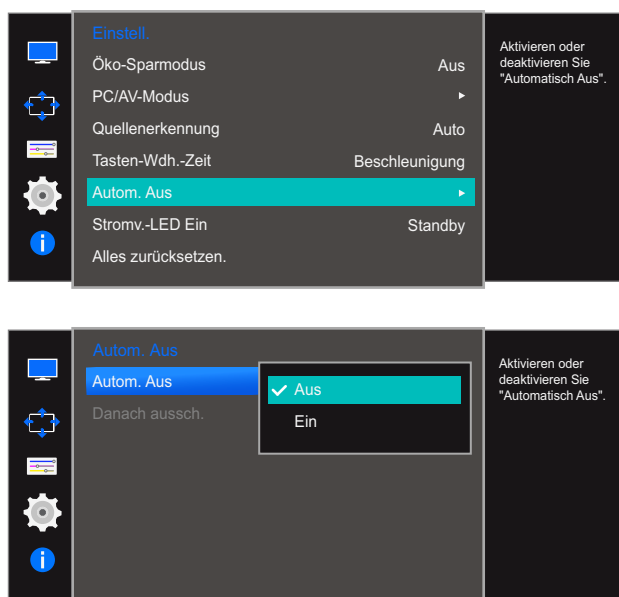 Einstell.
Öko-Sparmodus Aus
PC/AV-Modus
Quellenerkennung Auto
Tasten-Wdh.-Zeit Beschleunigung
Autom. Aus
Stromv.-LED Ein Standby
Alles zurücksetzen.
Aktivieren oder
deaktivieren Sie
"Automatisch Aus".
Autom. Aus
Autom. Aus
Aus
Danach aussch.
Ein
Aktivieren oder
deaktivieren Sie
"Automatisch Aus".